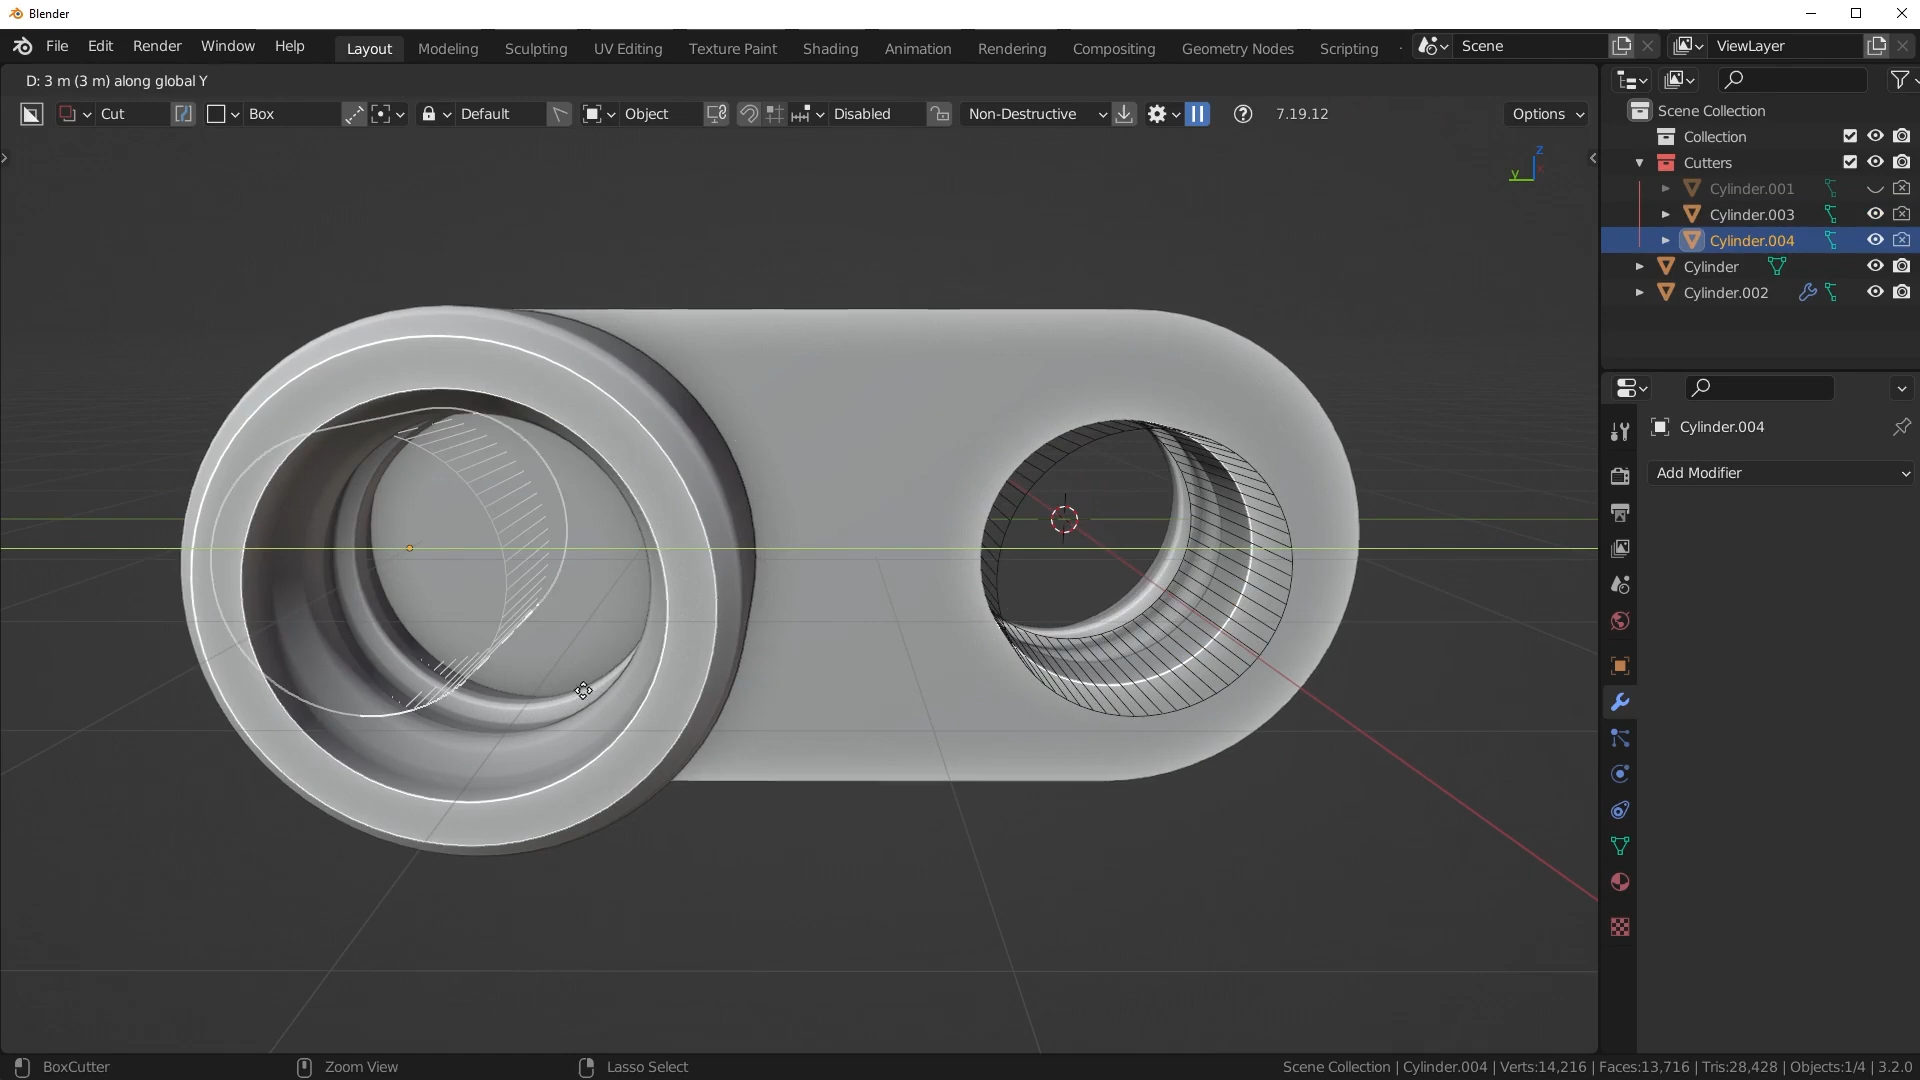 Blender
File Edit Render Window Help Layout Modeling Sculpting UV Editing Texture Paint Shading Animation Rendering Compositing Geometry Nodes Scripting Scene ViewLayer
D: 3 m (3 m) along global Y
Cut Box Default Object Disabled Non-Destructive 7.19.12 Options
Scene Collection
Collection
Cutters
Cylinder.001
Cylinder.003
Cylinder.004
Cylinder
Cylinder.002
z
y
x
Cylinder.004
Add Modifier
BoxCutter Zoom View Lasso Select Scene Collection | Cylinder.004 | Verts:14,216 | Faces:13,716 | Tris:28,428 | Objects:1/4 | 3.2.0